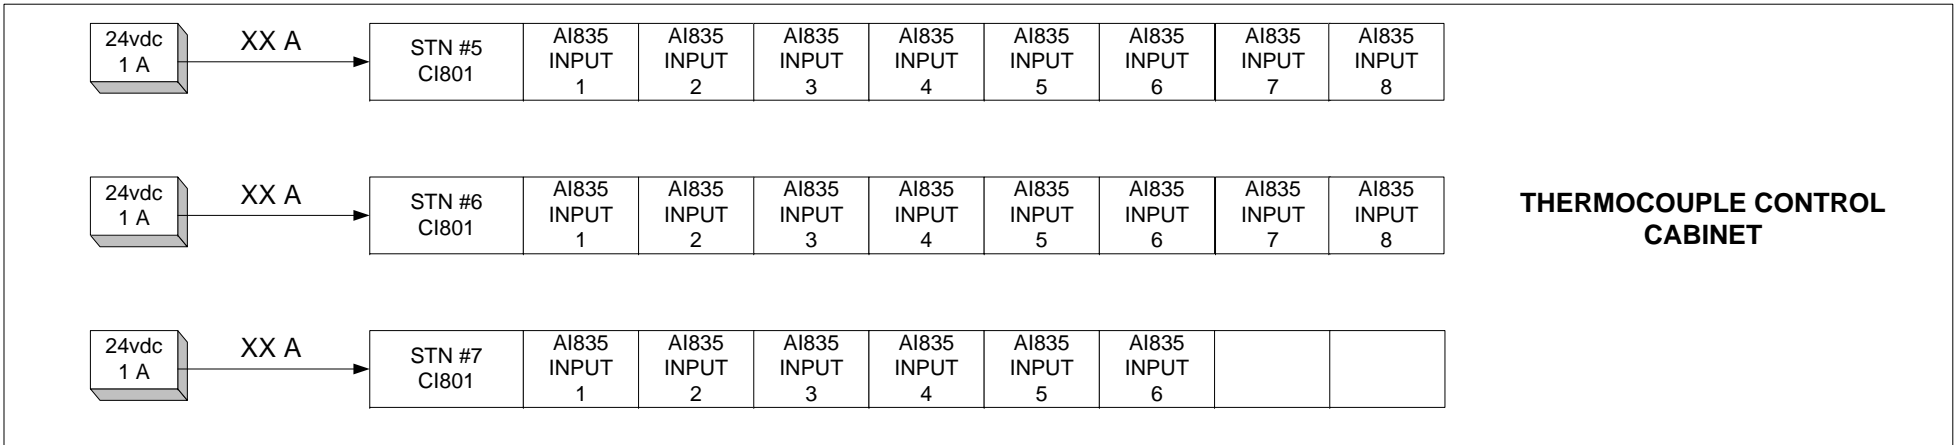 24vdc
1 A
XX A
STN #5
CI801
AI835
INPUT
1
AI835
INPUT
2
AI835
INPUT
3
AI835
INPUT
4
AI835
INPUT
5
AI835
INPUT
6
AI835
INPUT
7
AI835
INPUT
8
24vdc
1 A
XX A
STN #6
CI801
AI835
INPUT
1
AI835
INPUT
2
AI835
INPUT
3
AI835
INPUT
4
AI835
INPUT
5
AI835
INPUT
6
AI835
INPUT
7
AI835
INPUT
8
THERMOCOUPLE CONTROL
CABINET
24vdc
1 A
XX A
STN #7
CI801
AI835
INPUT
1
AI835
INPUT
2
AI835
INPUT
3
AI835
INPUT
4
AI835
INPUT
5
AI835
INPUT
6